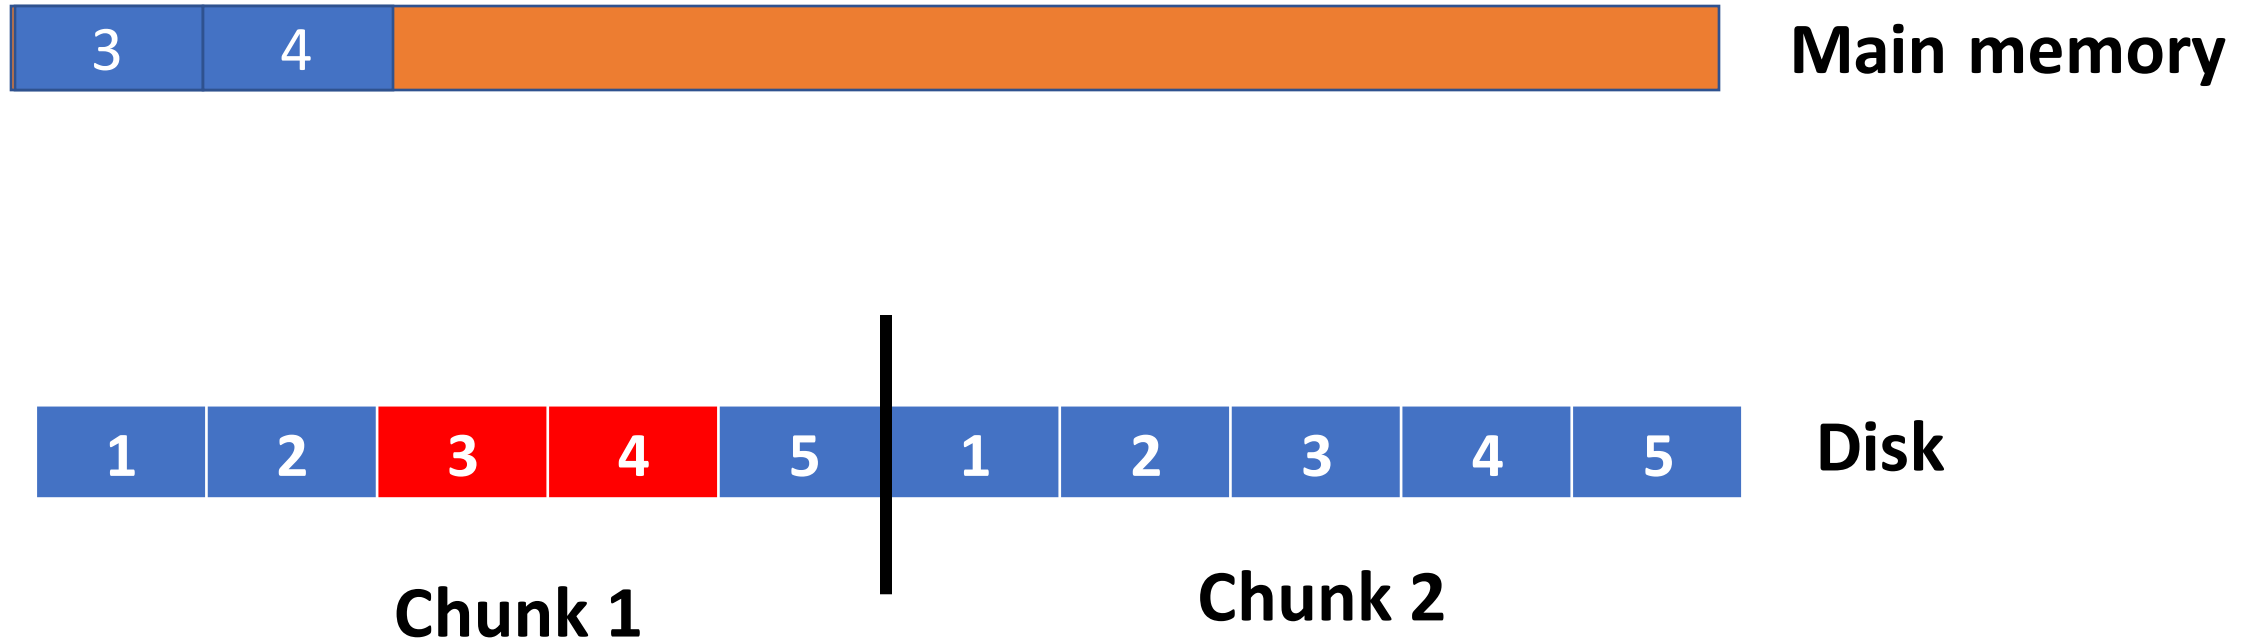 3 4 Main memory
1 2 3 4 5 1 2 3 4 5 Disk
Chunk 1 Chunk 2